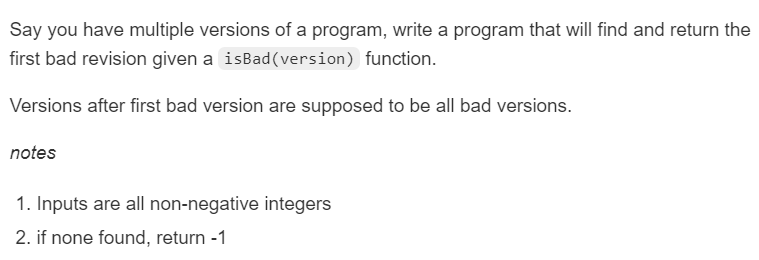 Say you have multiple versions of a program, write a program that will find and return the
first bad revision given a isBad(version) function.
Versions after first bad version are supposed to be all bad versions.
notes
1. Inputs are all non-negative integers
2. if none found, return -1